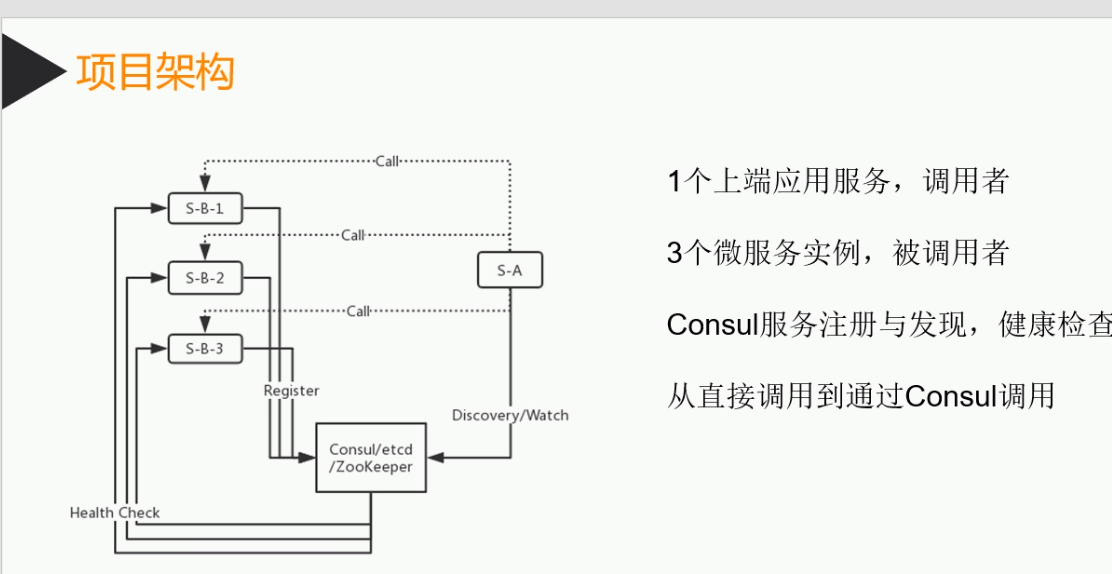 项目架构
Call
S-B-1
Call
S-B-2
S-A
Call
S-B-3
Register
Discovery/Watch
Consul/etcd
/ZooKeeper
Health Check
1个上端应用服务，调用者
3个微服务实例，被调用者
Consul服务注册与发现，健康检查
从直接调用到通过Consul调用